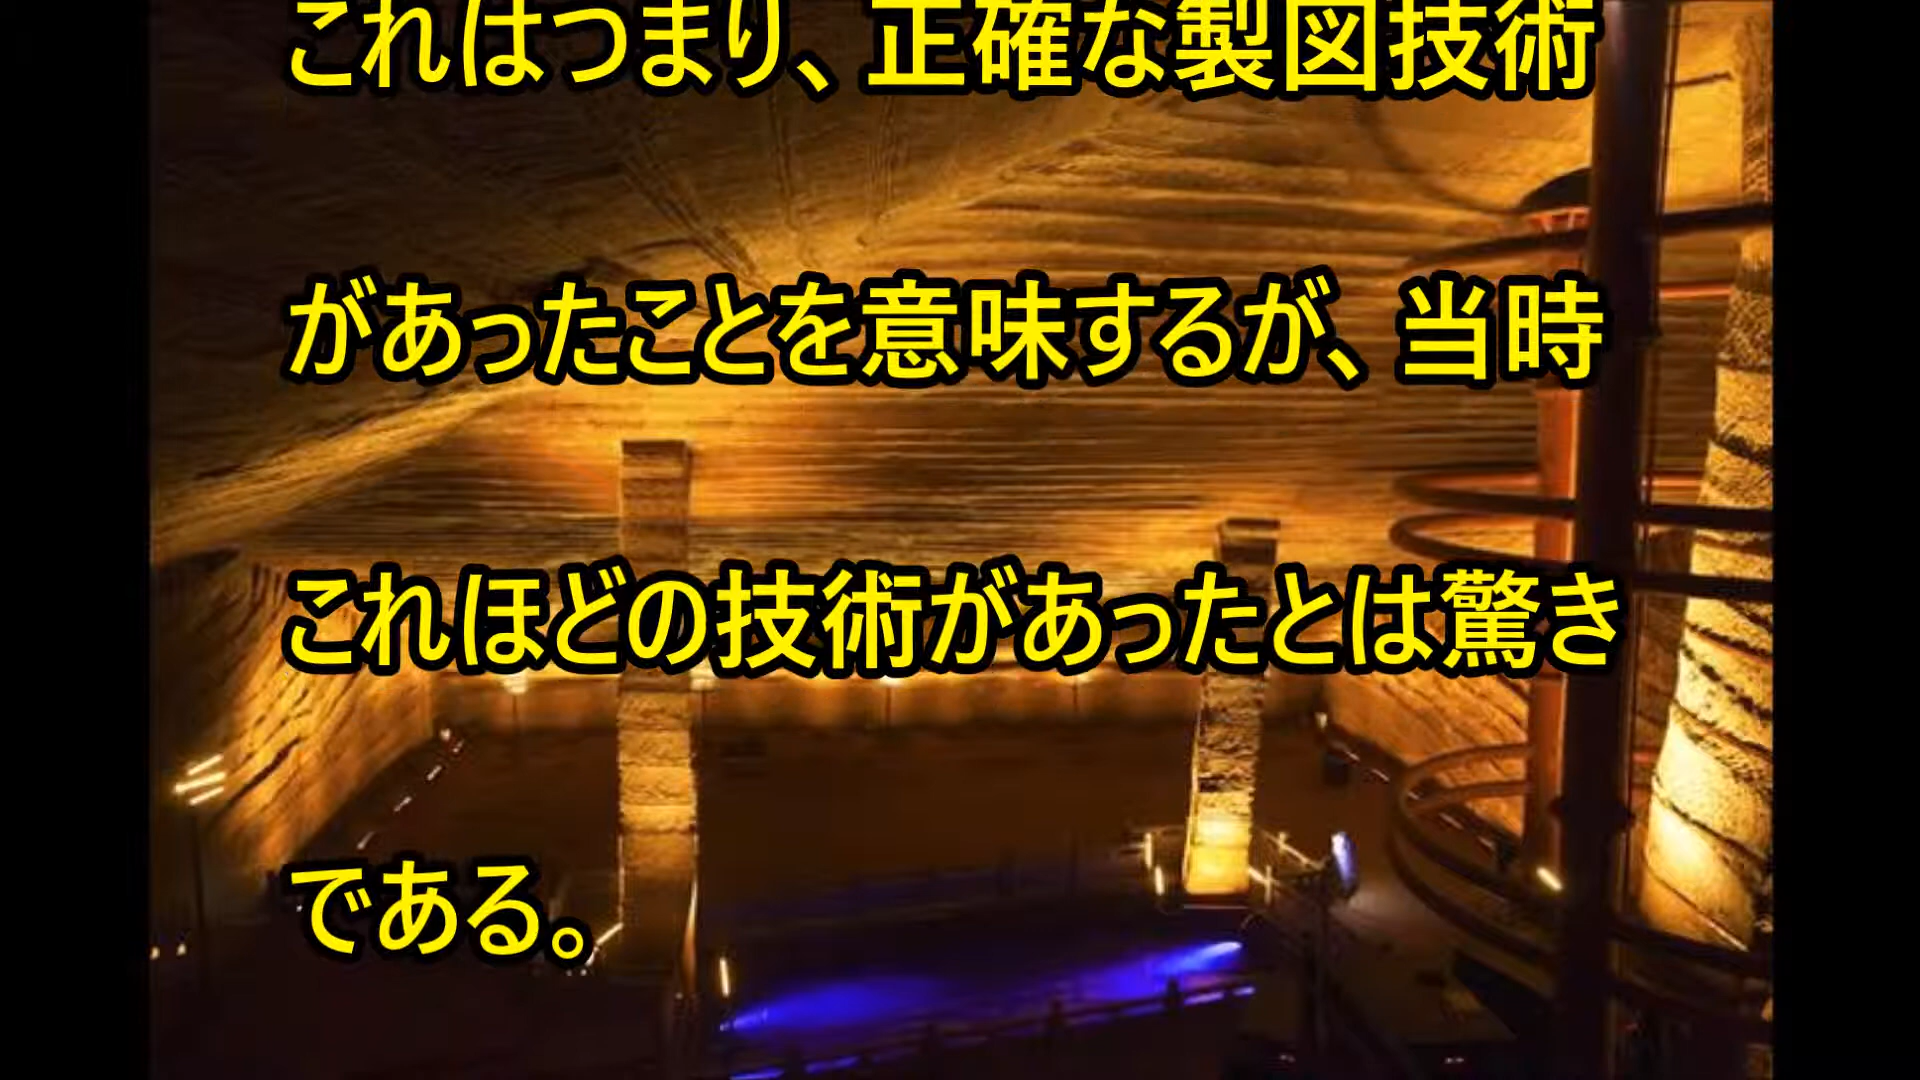 これはつまり、正確な製図技術
があったことを意味するが、当時
これほどの技術があったとは驚き
である。